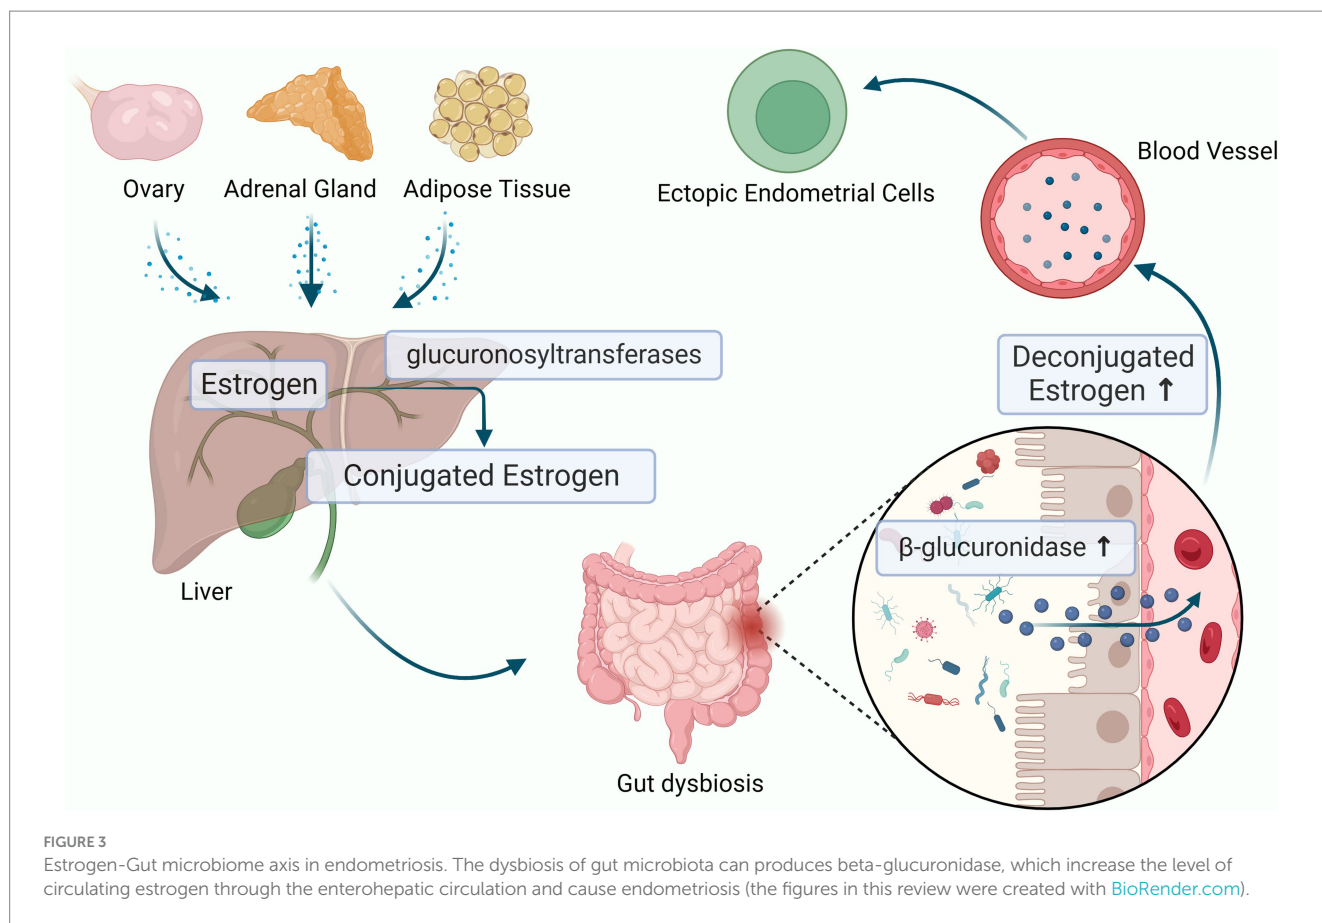 Ovary
Adrenal Gland
Adipose Tissue
Ectopic Endometrial Cells
Blood Vessel
Estrogen
glucuronosyltransferases
Conjugated Estrogen
Liver
Deconjugated
Estrogen ↑
β-glucuronidase ↑
Gut dysbiosis
FIGURE 3
Estrogen-Gut microbiome axis in endometriosis. The dysbiosis of gut microbiota can produces beta-glucuronidase, which increase the level of
circulating estrogen through the enterohepatic circulation and cause endometriosis (the figures in this review were created with BioRender.com).